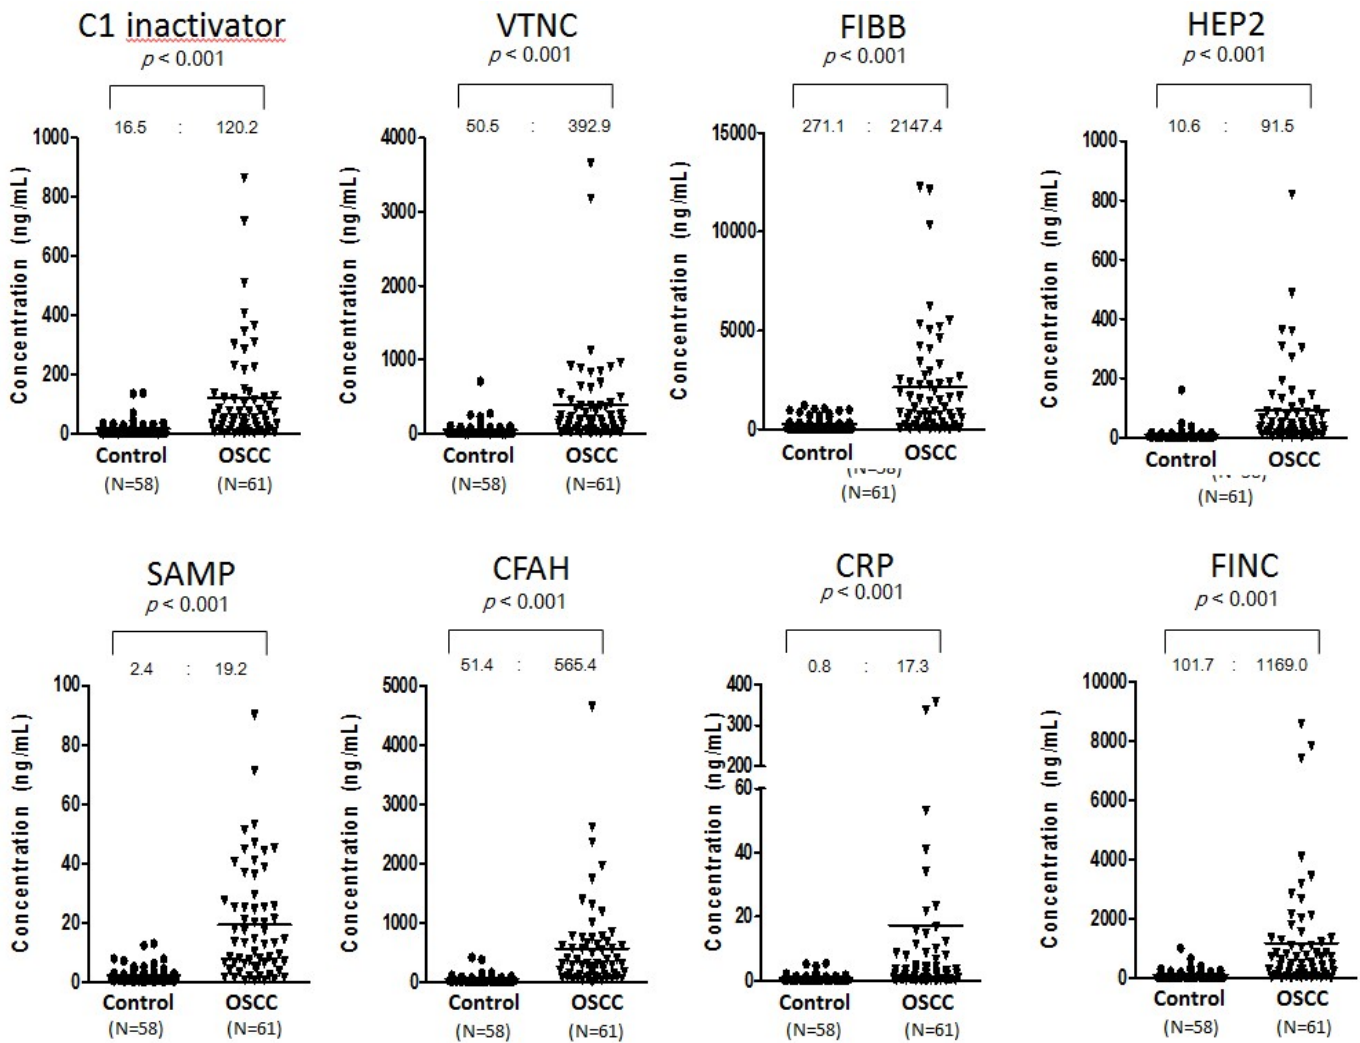 C1 inactivator
p < 0.001
16.5 : 120.2
Concentration (ng/mL)
1000
800
600
400
200
0
Control OSCC
(N=58) (N=61)
VTNC
p < 0.001
50.5 : 392.9
Concentration (ng/mL)
4000
3000
2000
1000
0
Control OSCC
(N=58) (N=61)
FIBB
p < 0.001
271.1 : 2147.4
Concentration (ng/mL)
15000
10000
5000
0
Control OSCC
(N=61)
HEP2
p < 0.001
10.6 : 91.5
Concentration (ng/mL)
1000
800
600
400
200
0
Control OSCC
(N=61)
SAMP
p < 0.001
2.4 : 19.2
Concentration (ng/mL)
100
80
60
40
20
0
Control OSCC
(N=58) (N=61)
CFAH
p < 0.001
51.4 : 565.4
Concentration (ng/mL)
5000
4000
3000
2000
1000
0
Control OSCC
(N=58) (N=61)
CRP
p < 0.001
0.8 : 17.3
Concentration (ng/mL)
400
300
200
60
40
20
0
Control OSCC
(N=58) (N=61)
FINC
p < 0.001
101.7 : 1169.0
Concentration (ng/mL)
10000
8000
6000
4000
2000
0
Control OSCC
(N=58) (N=61)